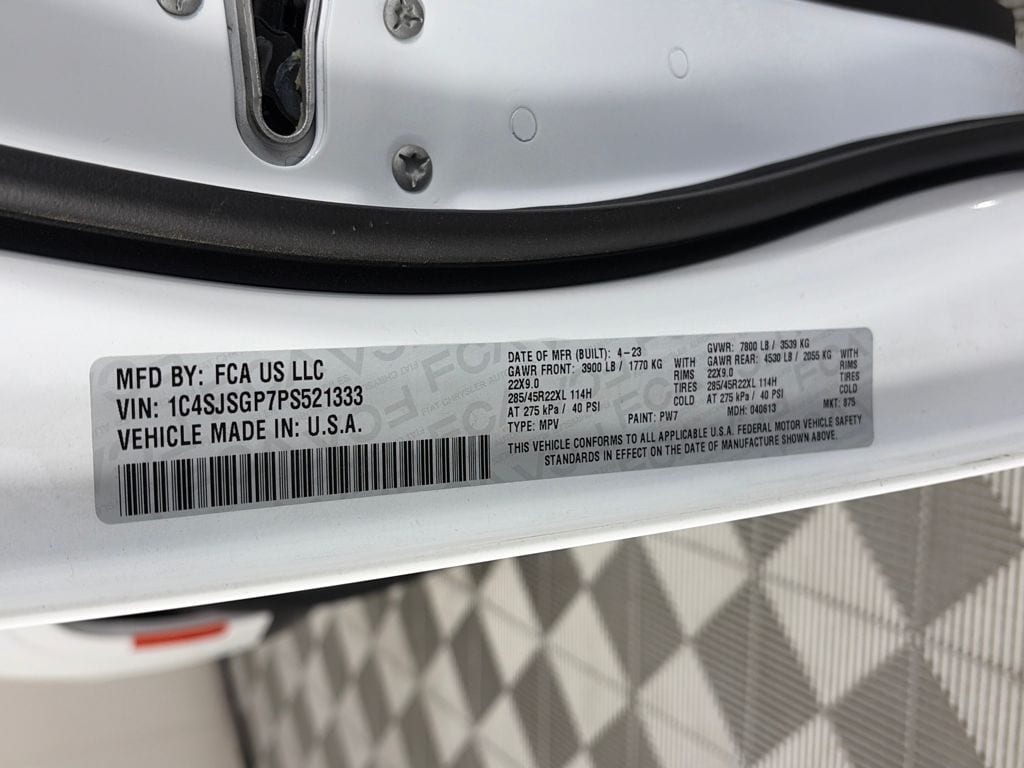 MFD BY: FCA US LLC
VIN: 1C4SJSGP7PS521333
VEHICLE MADE IN: U.S.A.
DATE OF MFR (BUILT): 4-23
GAWR FRONT: 3900 LB / 1770 KG WITH
22X9.0 RIMS
285/45R22XL 114H TIRES
AT 275 kPa / 40 PSI COLD
TYPE: MPV PAINT: PW7
GVWR: 7800 LB / 3539 KG
GAWR REAR: 4530 LB / 2055 KG WITH
22X9.0 RIMS
285/45R22XL 114H TIRES
AT 275 kPa / 40 PSI COLD
MDH: 040613 MKT: 875
THIS VEHICLE CONFORMS TO ALL APPLICABLE U.S.A. FEDERAL MOTOR VEHICLE SAFETY
STANDARDS IN EFFECT ON THE DATE OF MANUFACTURE SHOWN ABOVE.